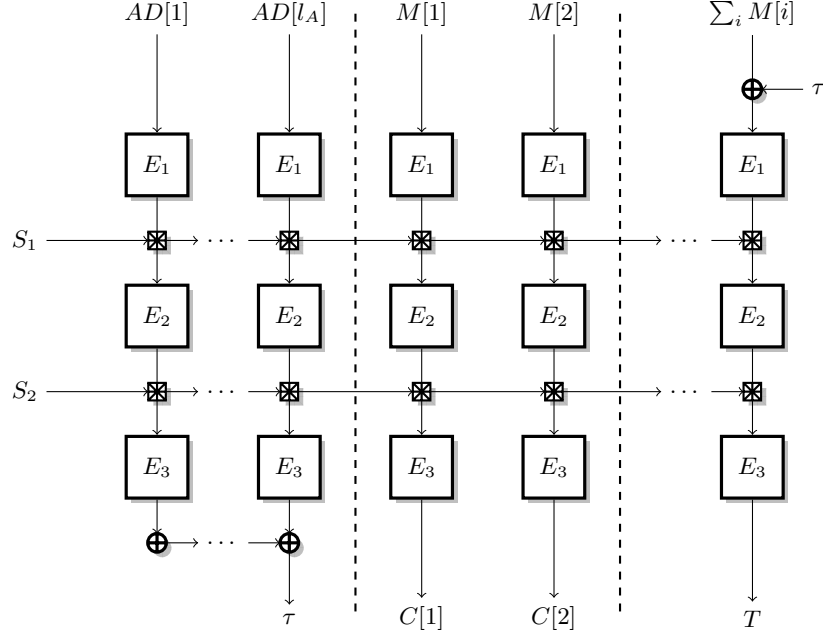 AD[1] AD[l_A] M[1] M[2] ∑_i M[i]
τ
E_1 E_1 E_1 E_1 E_1
S_1 ··· ···
E_2 E_2 E_2 E_2 E_2
S_2 ··· ···
E_3 E_3 E_3 E_3 E_3
···
τ C[1] C[2] T